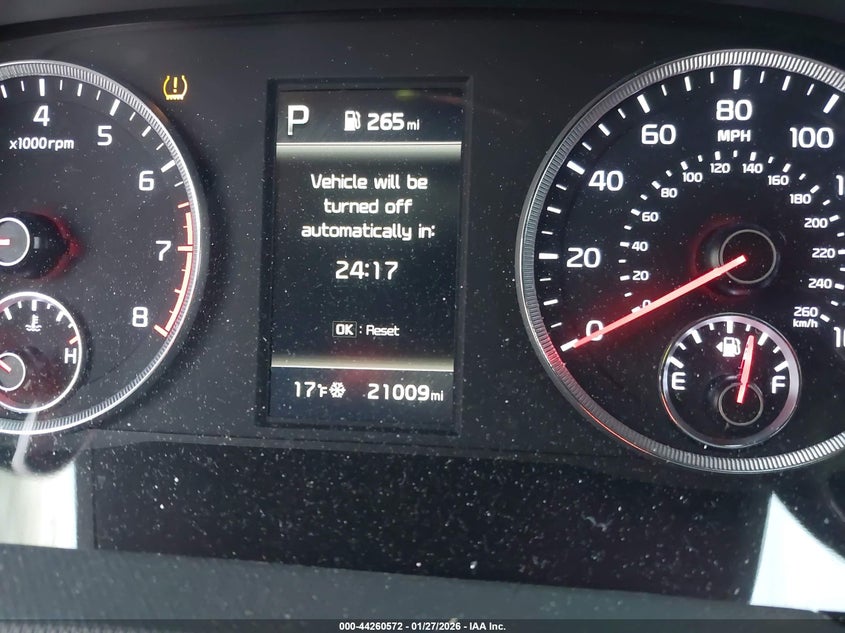 4
x1000rpm
5
6
7
8
H
P
265 mi
Vehicle will be
turned off
automatically in:
24:17
OK : Reset
17°F
21009 mi
0
20
40
60
80
MPH
100
0
20
40
60
80
100
120
140
160
180
200
220
240
260
km/h
E
F
000-44260572 - 01/27/2026 - IAA Inc.